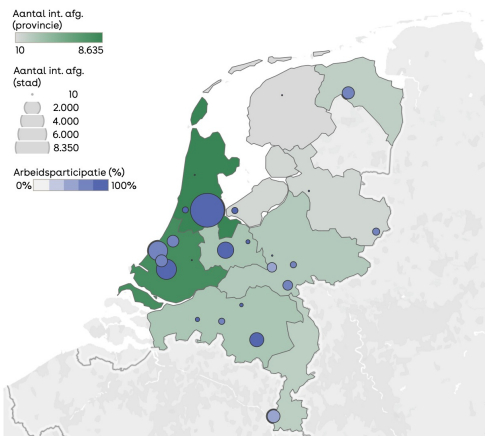 Aantal int. afg.
(provincie)
10 8.635
Aantal int. afg.
(stad)
10
2.000
4.000
6.000
8.350
Arbeidsparticipatie (%)
0% 100%